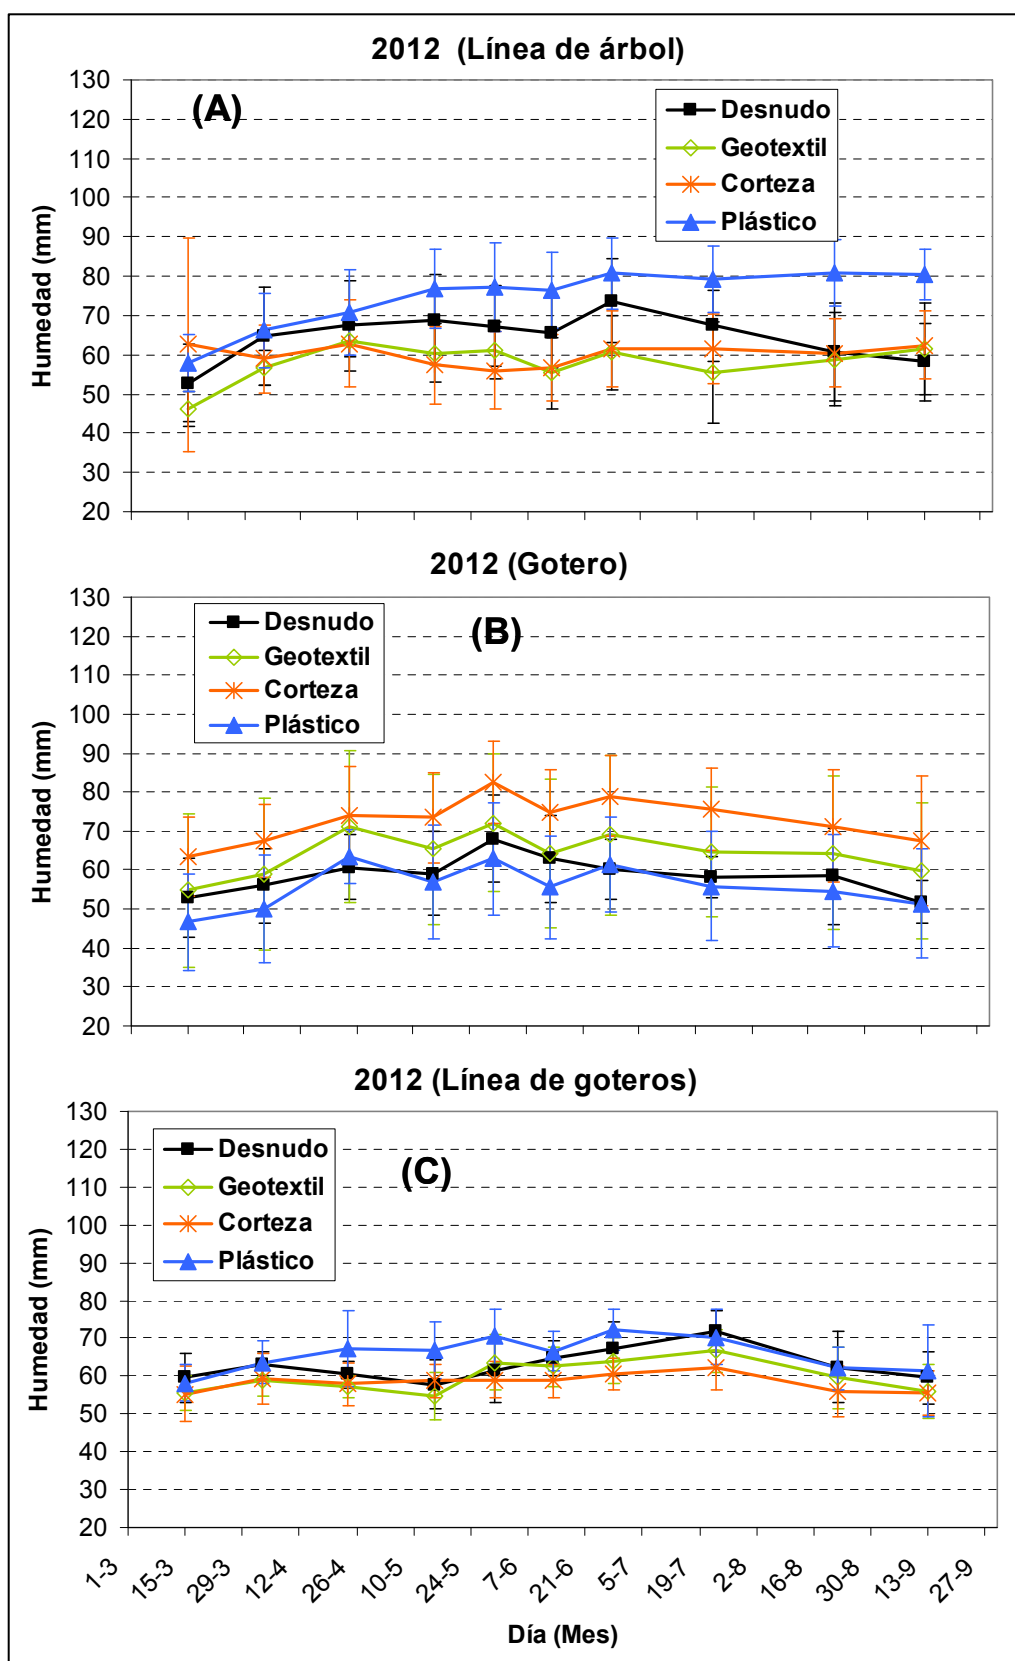 2012 (Línea de árbol)
(A)
Desnudo
Geotextil
Corteza
Plástico
Humedad (mm)
130
120
110
100
90
80
70
60
50
40
30
20
2012 (Gotero)
(B)
Desnudo
Geotextil
Corteza
Plástico
Humedad (mm)
130
120
110
100
90
80
70
60
50
40
30
20
2012 (Línea de goteros)
(C)
Desnudo
Geotextil
Corteza
Plástico
Humedad (mm)
130
120
110
100
90
80
70
60
50
40
30
20
1-3 15-3 29-3 12-4 26-4 10-5 24-5 7-6 21-6 5-7 19-7 2-8 16-8 30-8 13-9 27-9
Día (Mes)